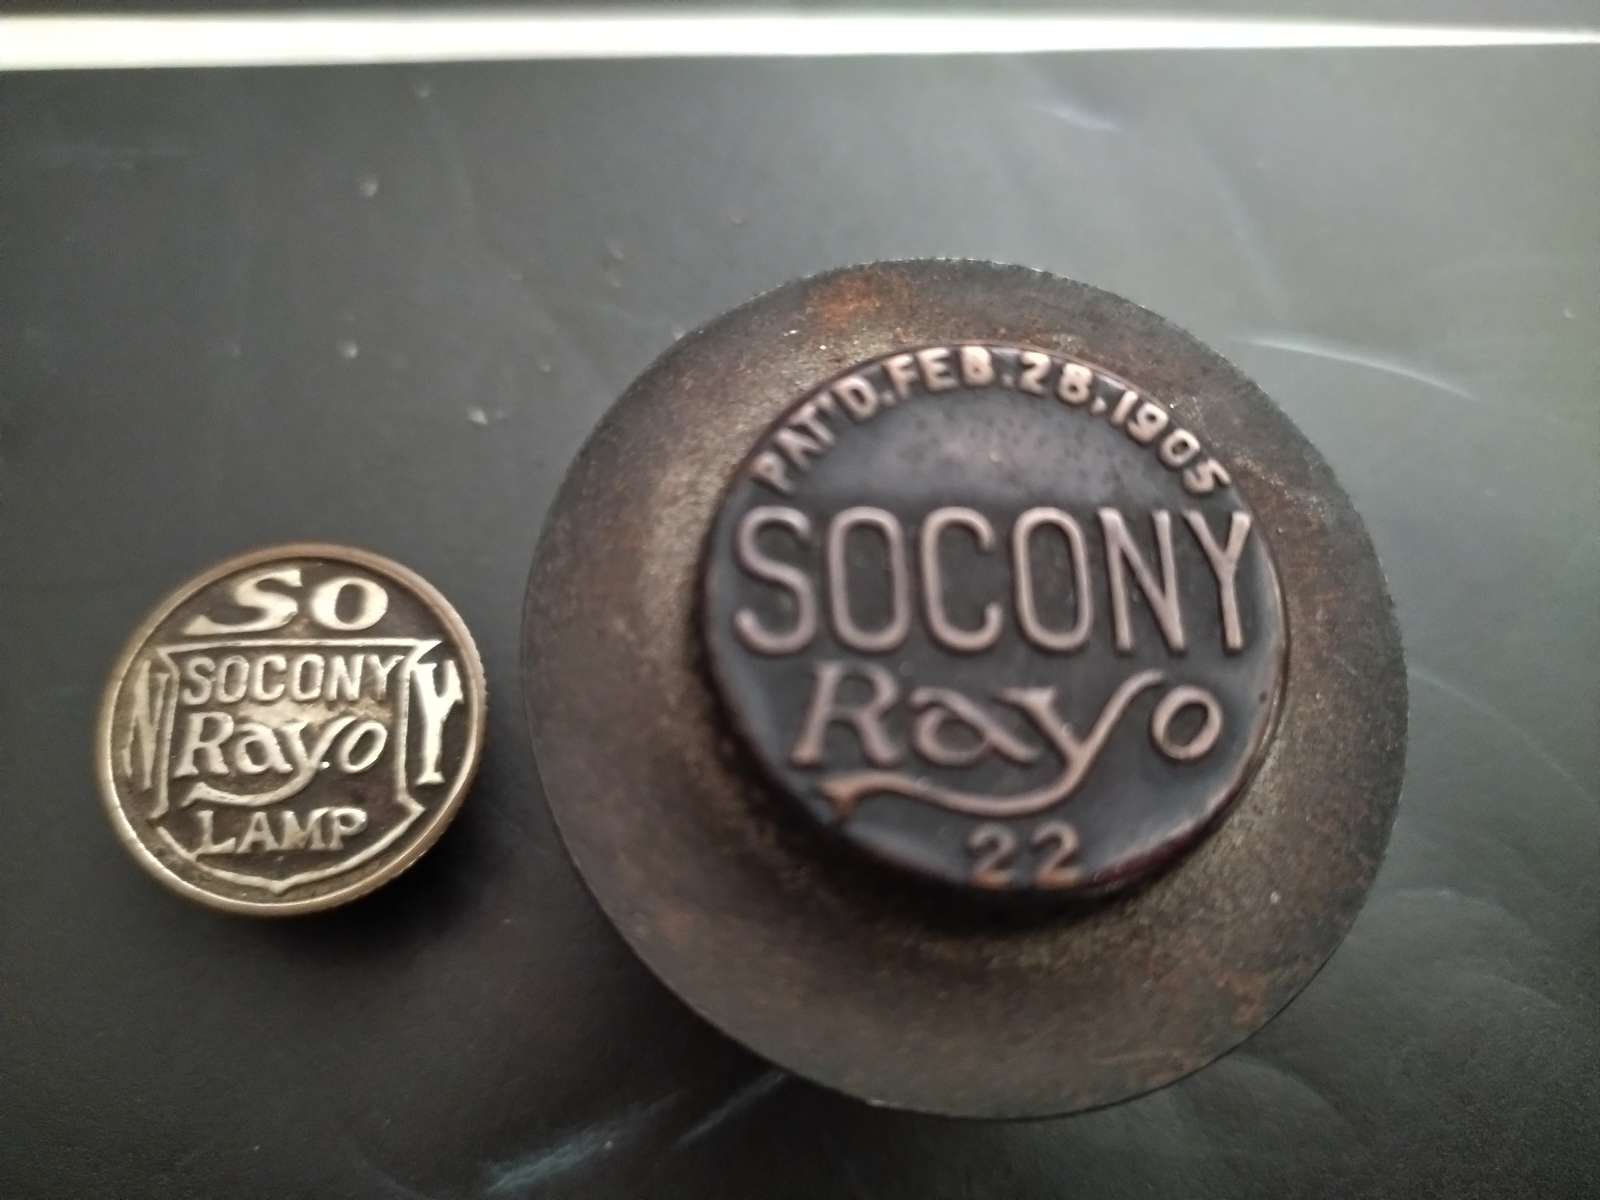 SO
N Y
SOCONY
Rayo
LAMP
PAT'D. FEB. 28, 1905
SOCONY
Rayo
22